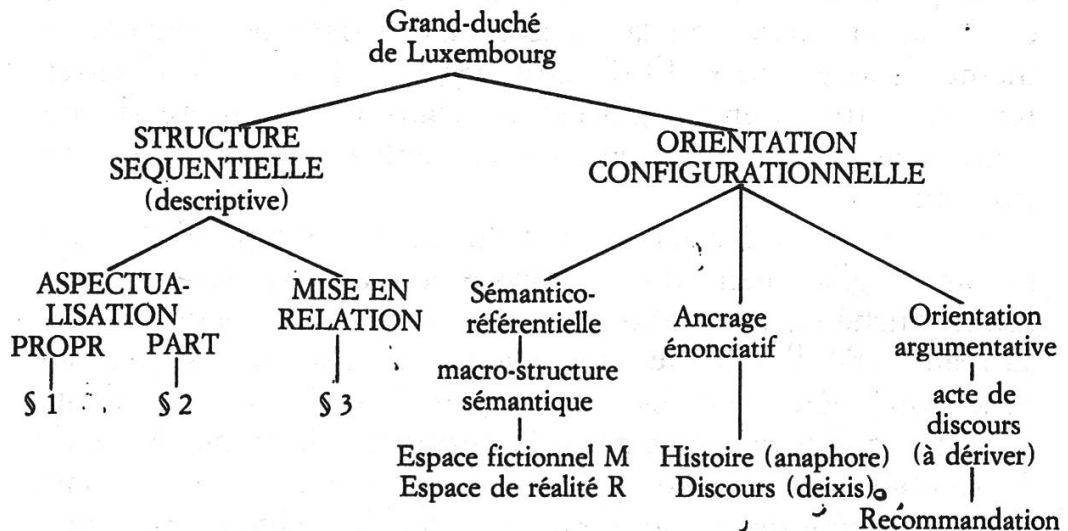 Grand-duché
de Luxembourg
STRUCTURE
SEQUENTIELLE
(descriptive)
ORIENTATION
CONFIGURATIONNELLE
ASPECTUA-
LISATION
PROPR PART
§ 1 § 2
MISE EN
RELATION
§ 3
Sémantico-
référentielle
macro-structure
sémantique
Espace fictionnel M
Espace de réalité R
Ancrage
énonciatif
Histoire (anaphore)
Discours (deixis)
Orientation
argumentative
acte de
discours
(à dériver)
Recommandation